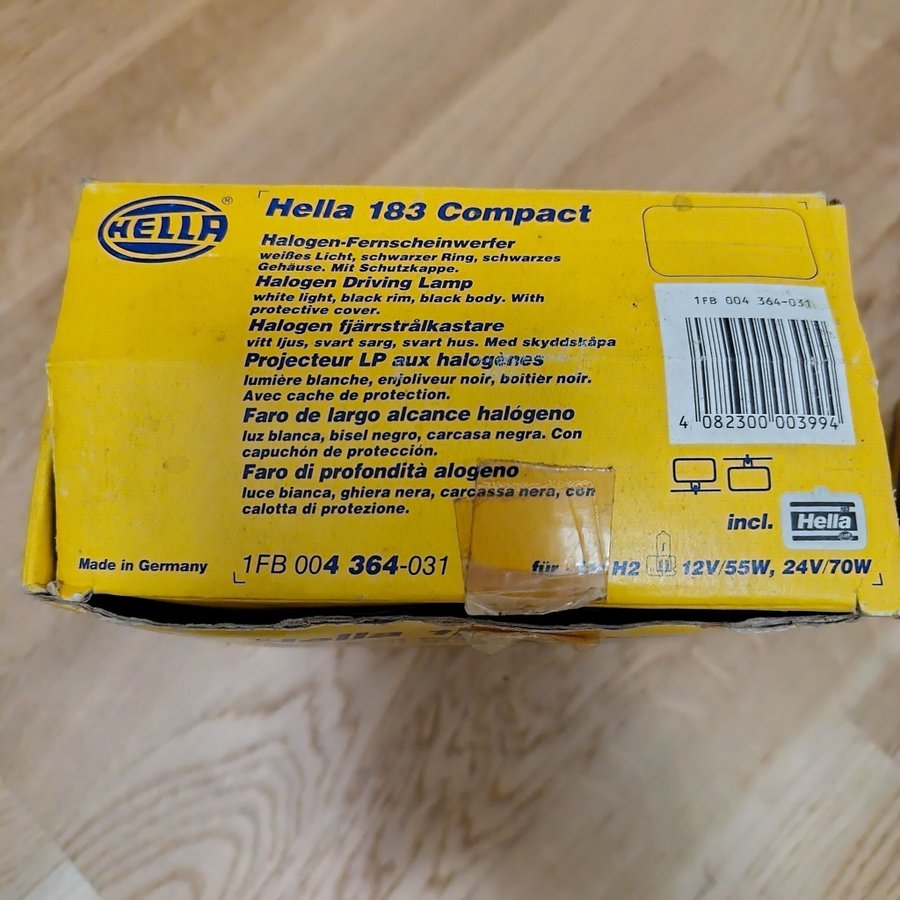 HELLA®
Hella 183 Compact
Halogen-Fernscheinwerfer
weißes Licht, schwarzer Ring, schwarzes
Gehäuse. Mit Schutzkappe.
Halogen Driving Lamp
white light, black rim, black body. With
protective cover.
Halogen fjärrstrålkastare
vitt ljus, svart sarg, svart hus. Med skyddskåpa
Projecteur LP aux halogènes
lumière blanche, enjoliveur noir, boîtier noir.
Avec cache de protection.
Faro de largo alcance halógeno
luz blanca, bisel negro, carcasa negra. Con
capuchón de protección.
Faro di profondità alogeno
luce bianca, ghiera nera, carcassa nera, con
calotta di protezione.
1FB 004 364-031
4 082300 003994
incl. Hella
Made in Germany
1FB 004 364-031
für H2 12V/55W, 24V/70W
Hella